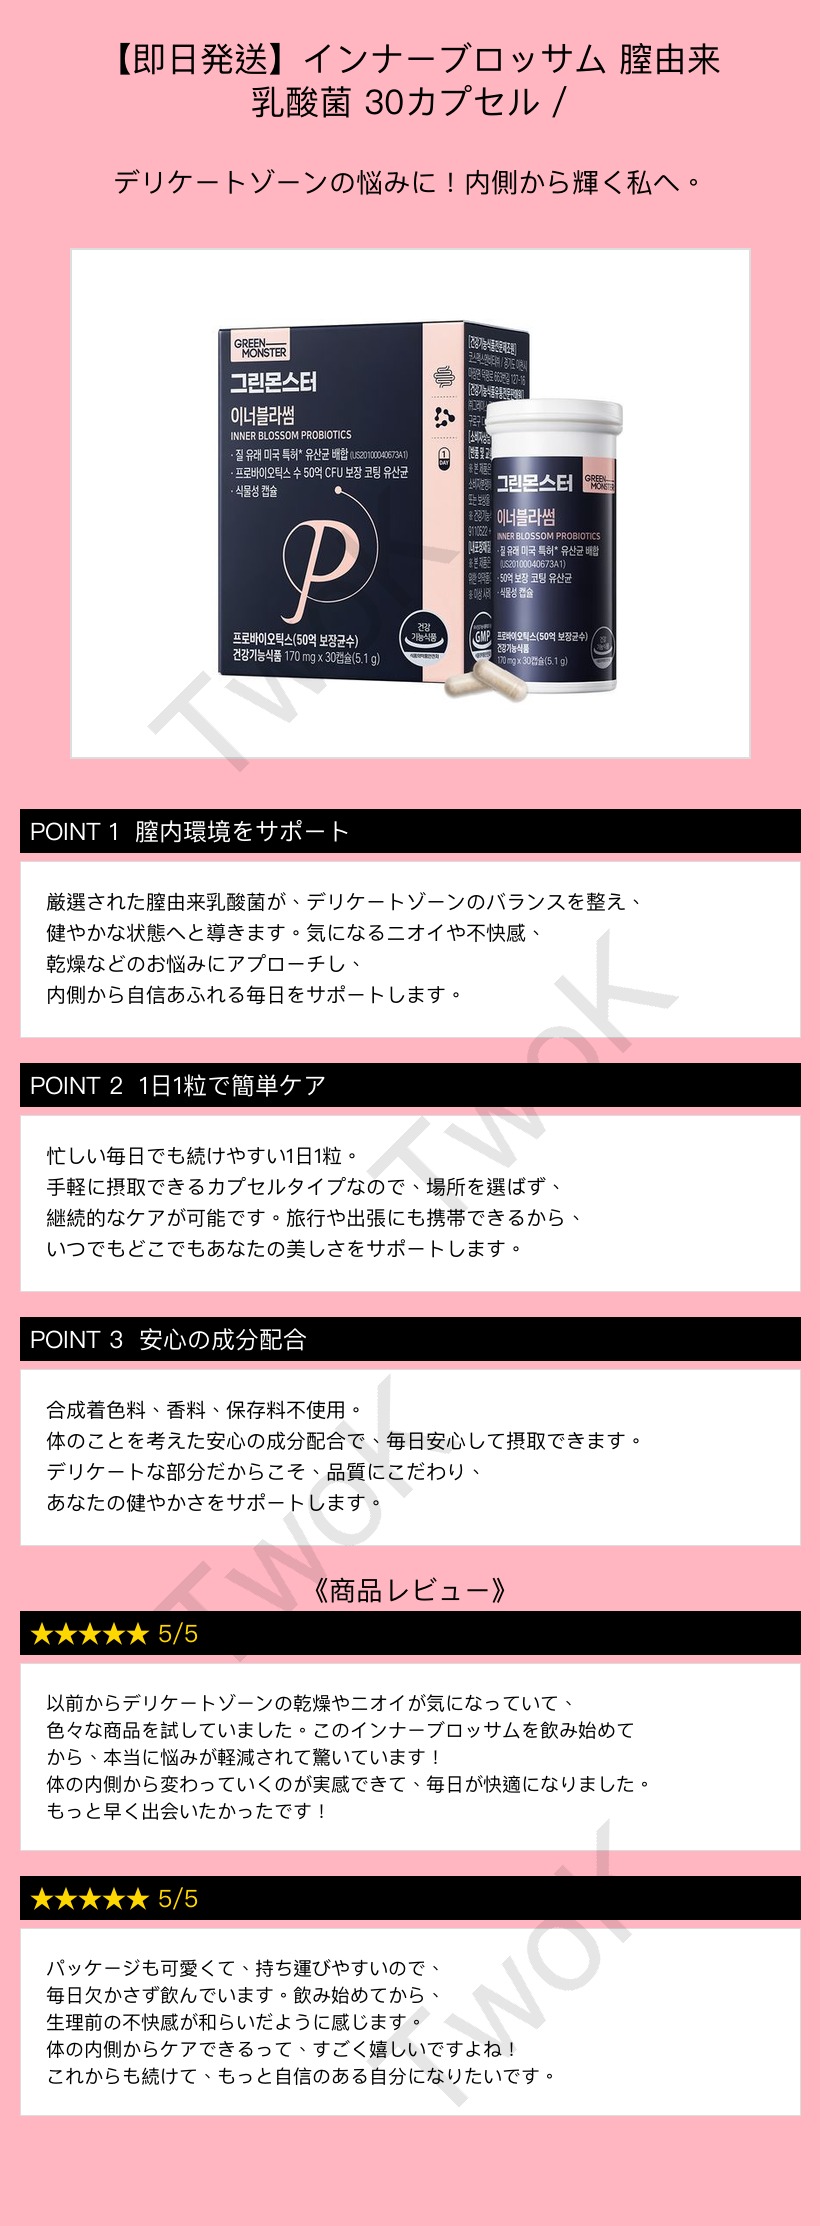 【即日発送】インナーブロッサム 膣由来
乳酸菌 30カプセル /
デリケートゾーンの悩みに！内側から輝く私へ。
GREEN
MONSTER
그린몬스터
이너블라썸
INNER BLOSSOM PROBIOTICS
· 질 유래 미국 특허* 유산균 배합 (US20100040673A1)
· 프로바이오틱스 수 50억 CFU 보장 코팅 유산균
· 식물성 캡슐
P
1
DAY
프로바이오틱스(50억 보장균수)
건강기능식품 170 mg x 30캡슐(5.1 g)
건강
기능식품
GMP
그린몬스터
GREEN
MONSTER
이너블라썸
INNER BLOSSOM PROBIOTICS
· 질 유래 미국 특허* 유산균 배합
(US20100040673A1)
· 50억 보장 코팅 유산균
· 식물성 캡슐
프로바이오틱스(50억 보장균수)
건강기능식품
170 mg x 30캡슐(5.1 g)
TwoK
POINT 1 膣内環境をサポート
厳選された膣由来乳酸菌が、デリケートゾーンのバランスを整え、
健やかな状態へと導きます。気になるニオイや不快感、
乾燥などのお悩みにアプローチし、
内側から自信あふれる毎日をサポートします。
TwoK
POINT 2 1日1粒で簡単ケア
忙しい毎日でも続けやすい1日1粒。
手軽に摂取できるカプセルタイプなので、場所を選ばず、
継続的なケアが可能です。旅行や出張にも携帯できるから、
いつでもどこでもあなたの美しさをサポートします。
POINT 3 安心の成分配合
合成着色料、香料、保存料不使用。
体のことを考えた安心の成分配合で、毎日安心して摂取できます。
デリケートな部分だからこそ、品質にこだわり、
あなたの健やかさをサポートします。
TwoK
《商品レビュー》
★★★★★ 5/5
以前からデリケートゾーンの乾燥やニオイが気になっていて、
色々な商品を試していました。このインナーブロッサムを飲み始めて
から、本当に悩みが軽減されて驚いています！
体の内側から変わっていくのが実感できて、毎日が快適になりました。
もっと早く出会いたかったです！
★★★★★ 5/5
パッケージも可愛くて、持ち運びやすいので、
毎日欠かさず飲んでいます。飲み始めてから、
生理前の不快感が和らいだように感じます。
体の内側からケアできるって、すごく嬉しいですよね！
これからも続けて、もっと自信のある自分になりたいです。
TwoK